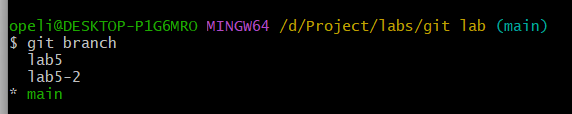 opeli@DESKTOP-P1G6MRO MINGW64 /d/Project/labs/git lab (main)
$ git branch
  lab5
  lab5-2
* main